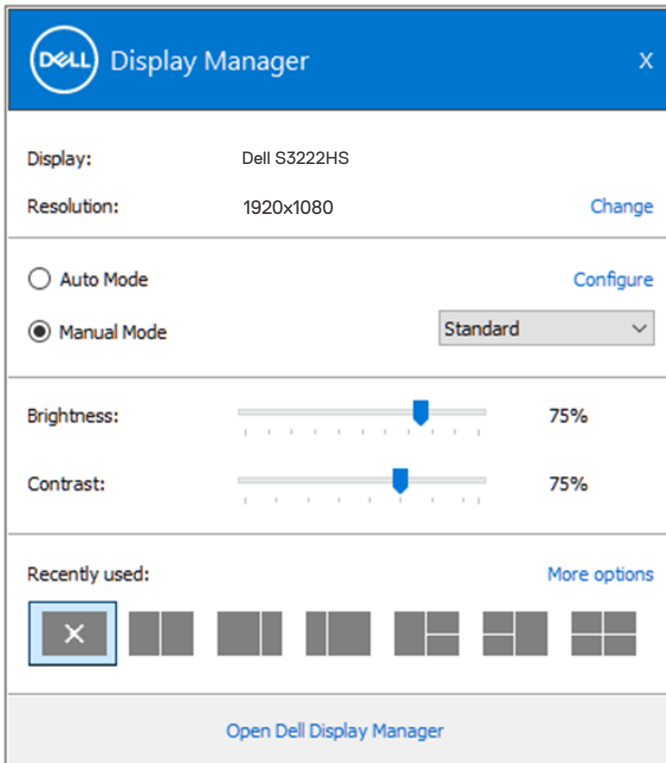 DELL Display Manager X
Display: Dell S3222HS
Resolution: 1920x1080 Change
Auto Mode Configure
Manual Mode Standard
Brightness: 75%
Contrast: 75%
Recently used: More options
Open Dell Display Manager